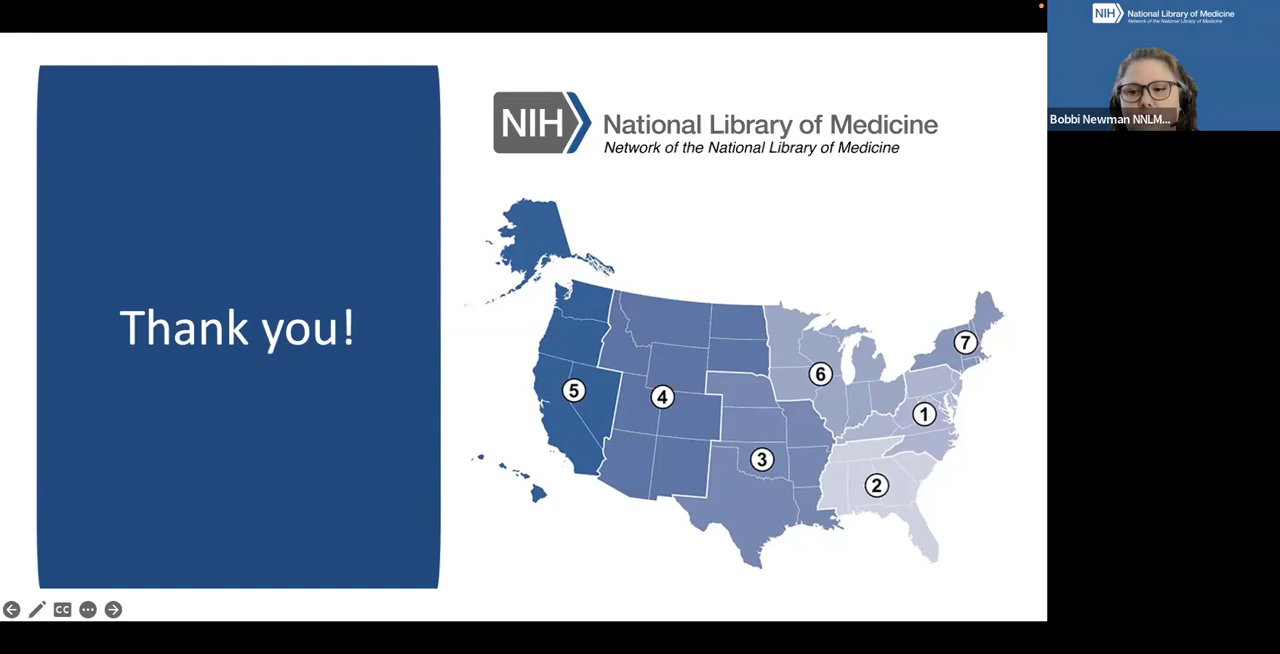 NIH
National Library of Medicine
Network of the National Library of Medicine
Bobbi Newman NNLM...
NIH
National Library of Medicine
Network of the National Library of Medicine
Thank you!
7
6
5
4
1
3
2
CC